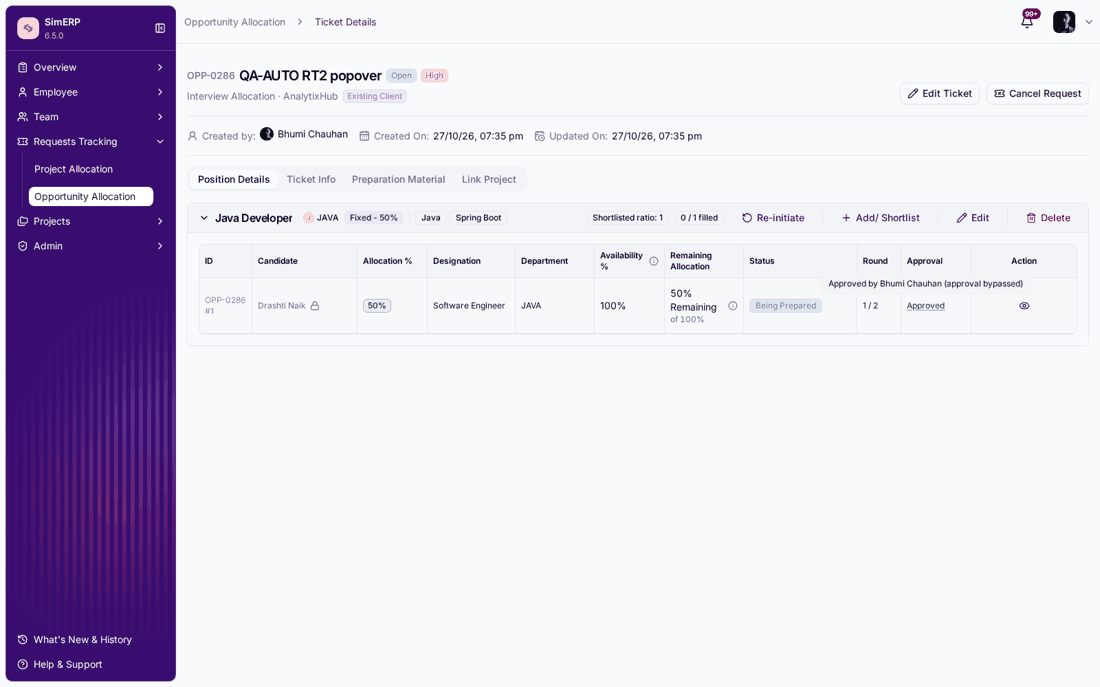 SimERP
6.5.0
Overview
Employee
Team
Requests Tracking
Project Allocation
Opportunity Allocation
Projects
Admin
What's New & History
Help & Support
Opportunity Allocation > Ticket Details
99+
OPP-0286 QA-AUTO RT2 popover Open High
Interview Allocation · AnalytixHub Existing Client
Edit Ticket Cancel Request
Created by: Bhumi Chauhan Created On: 27/10/26, 07:35 pm Updated On: 27/10/26, 07:35 pm
Position Details Ticket Info Preparation Material Link Project
Java Developer JAVA Fixed - 50% Java Spring Boot Shortlisted ratio: 1 0 / 1 filled Re-initiate Add/ Shortlist Edit Delete
ID Candidate Allocation % Designation Department Availability % Remaining Allocation Status Round Approval Action
Approved by Bhumi Chauhan (approval bypassed)
OPP-0286 #1 Drashti Naik 50% Software Engineer JAVA 100% 50% Remaining of 100% Being Prepared 1 / 2 Approved